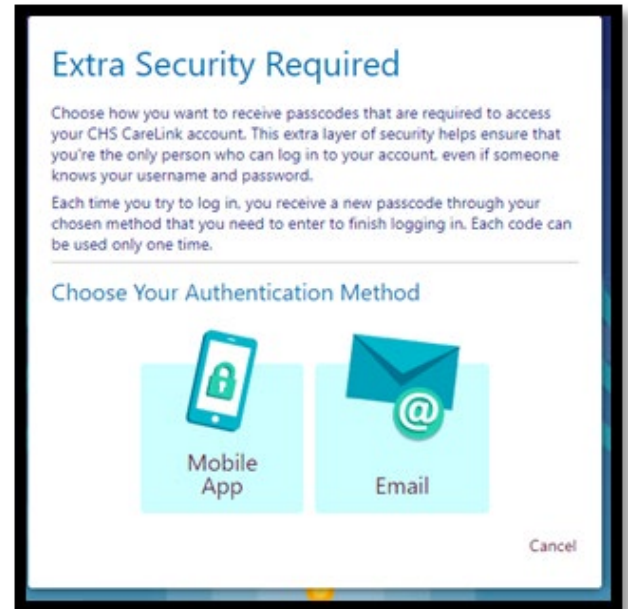 Extra Security Required
Choose how you want to receive passcodes that are required to access
your CHS CareLink account. This extra layer of security helps ensure that
you're the only person who can log in to your account, even if someone
knows your username and password.
Each time you try to log in, you receive a new passcode through your
chosen method that you need to enter to finish logging in. Each code can
be used only one time.
Choose Your Authentication Method
@
Mobile
App
Email
Cancel